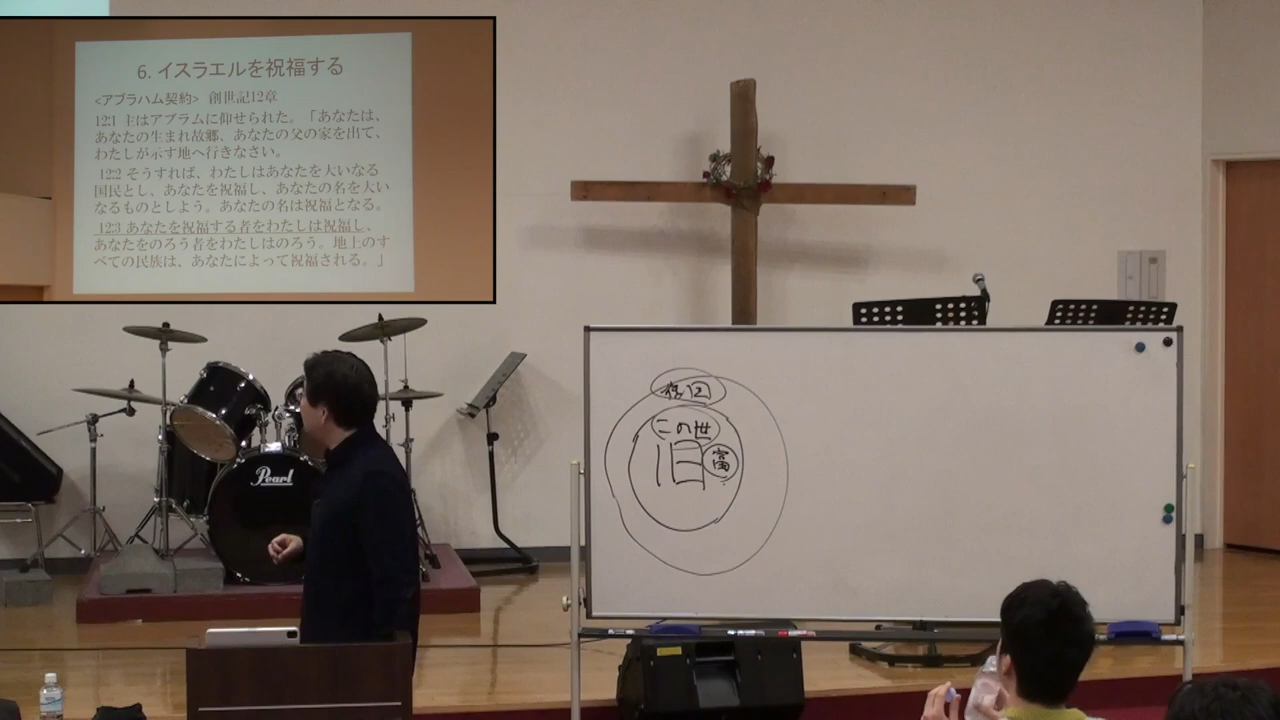 6. イスラエルを祝福する
<アブラハム契約> 創世記12章
12:1 主はアブラムに仰せられた。「あなたは、
あなたの生まれ故郷、あなたの父の家を出て、
わたしが示す地へ行きなさい。
12:2 そうすれば、わたしはあなたを大いなる
国民とし、あなたを祝福し、あなたの名を大い
なるものとしよう。あなたの名は祝福となる。
12:3 あなたを祝福する者をわたしは祝福し、
あなたをのろう者をわたしはのろう。地上のす
べての民族は、あなたによって祝福される。」
Pearl
この世
旧
富